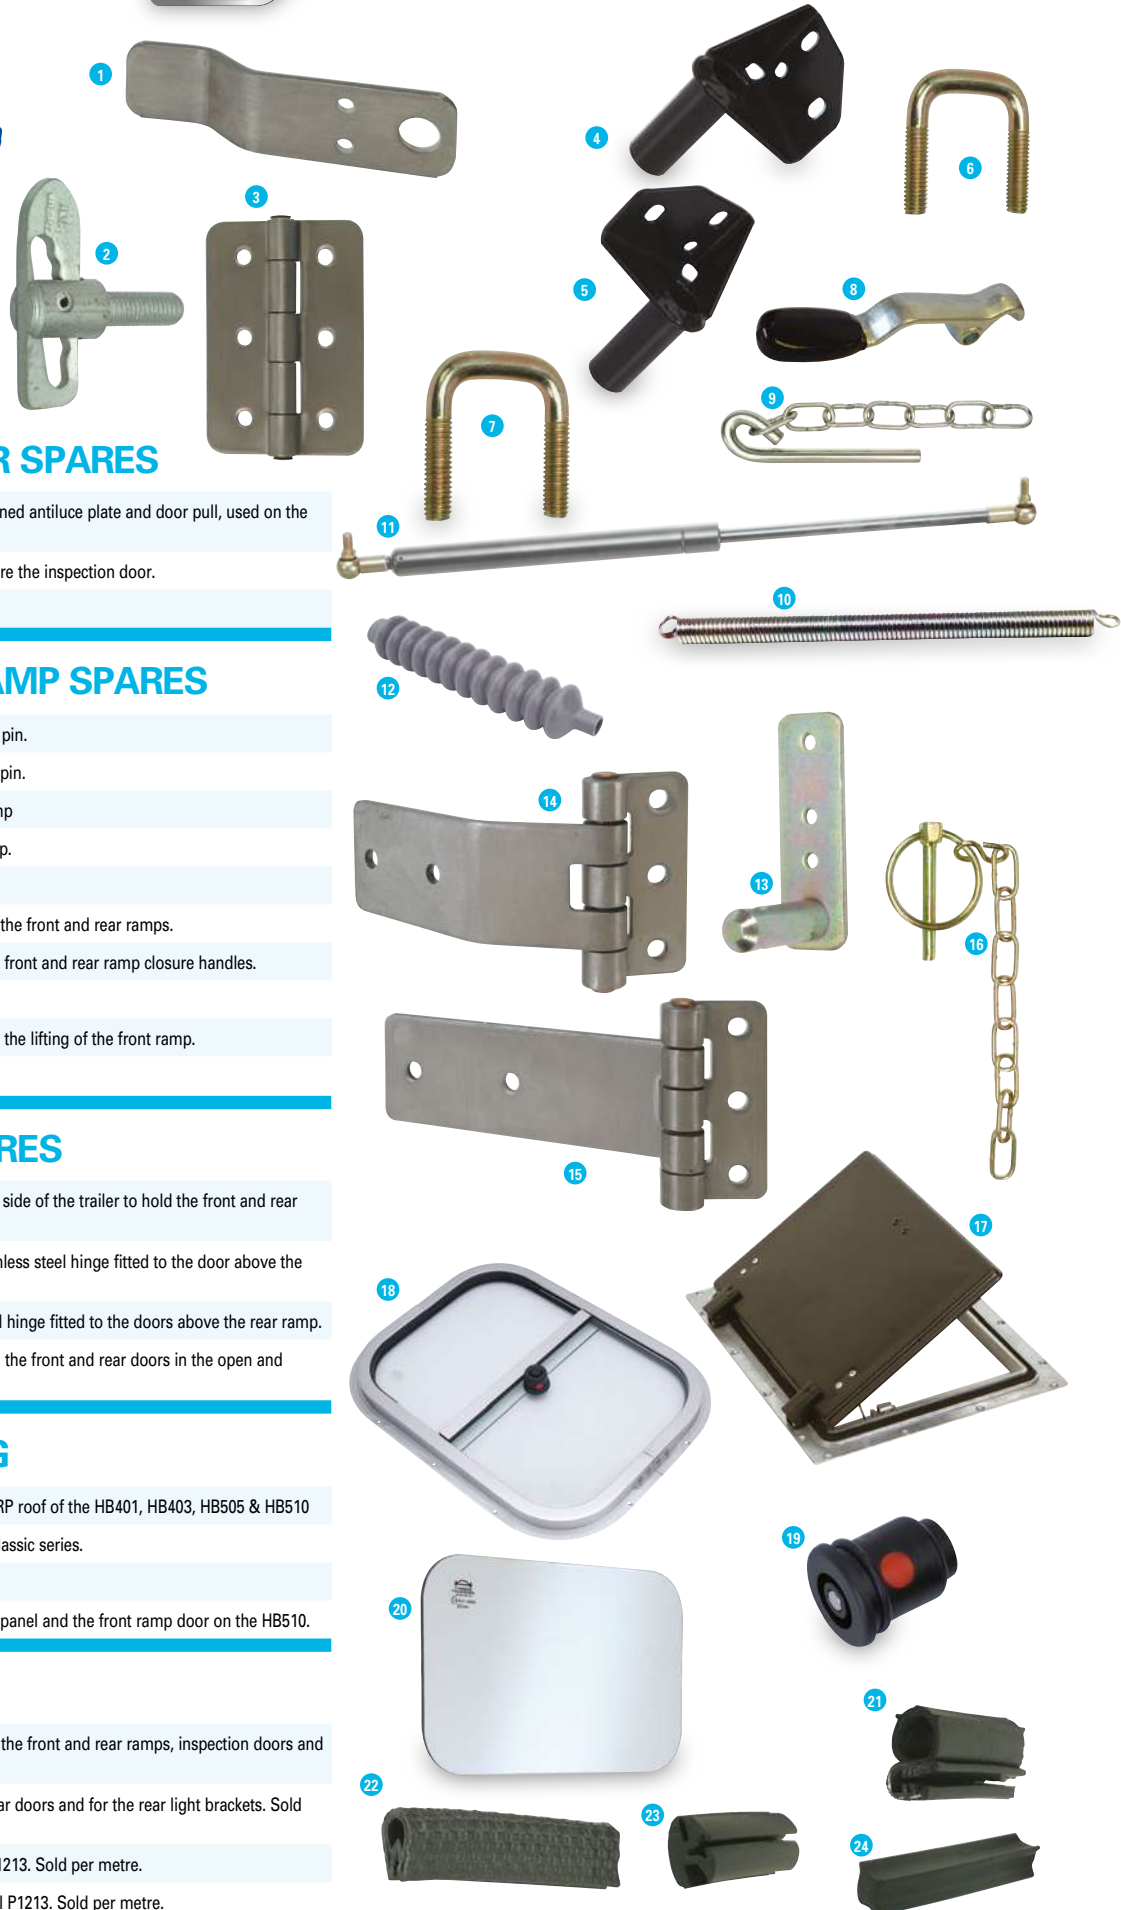 R SPARES
ned antiluce plate and door pull, used on the
re the inspection door.
AMP SPARES
pin.
pin.
np
p.
the front and rear ramps.
front and rear ramp closure handles.
the lifting of the front ramp.
RES
side of the trailer to hold the front and rear
nless steel hinge fitted to the door above the
l hinge fitted to the doors above the rear ramp.
the front and rear doors in the open and
G
RP roof of the HB401, HB403, HB505 & HB510
lassic series.
panel and the front ramp door on the HB510.
the front and rear ramps, inspection doors and
ar doors and for the rear light brackets. Sold
1213. Sold per metre.
l P1213. Sold per metre.
1
2
3
4
5
6
7
8
9
11
10
12
14
13
16
15
17
18
19
20
21
22
23
24